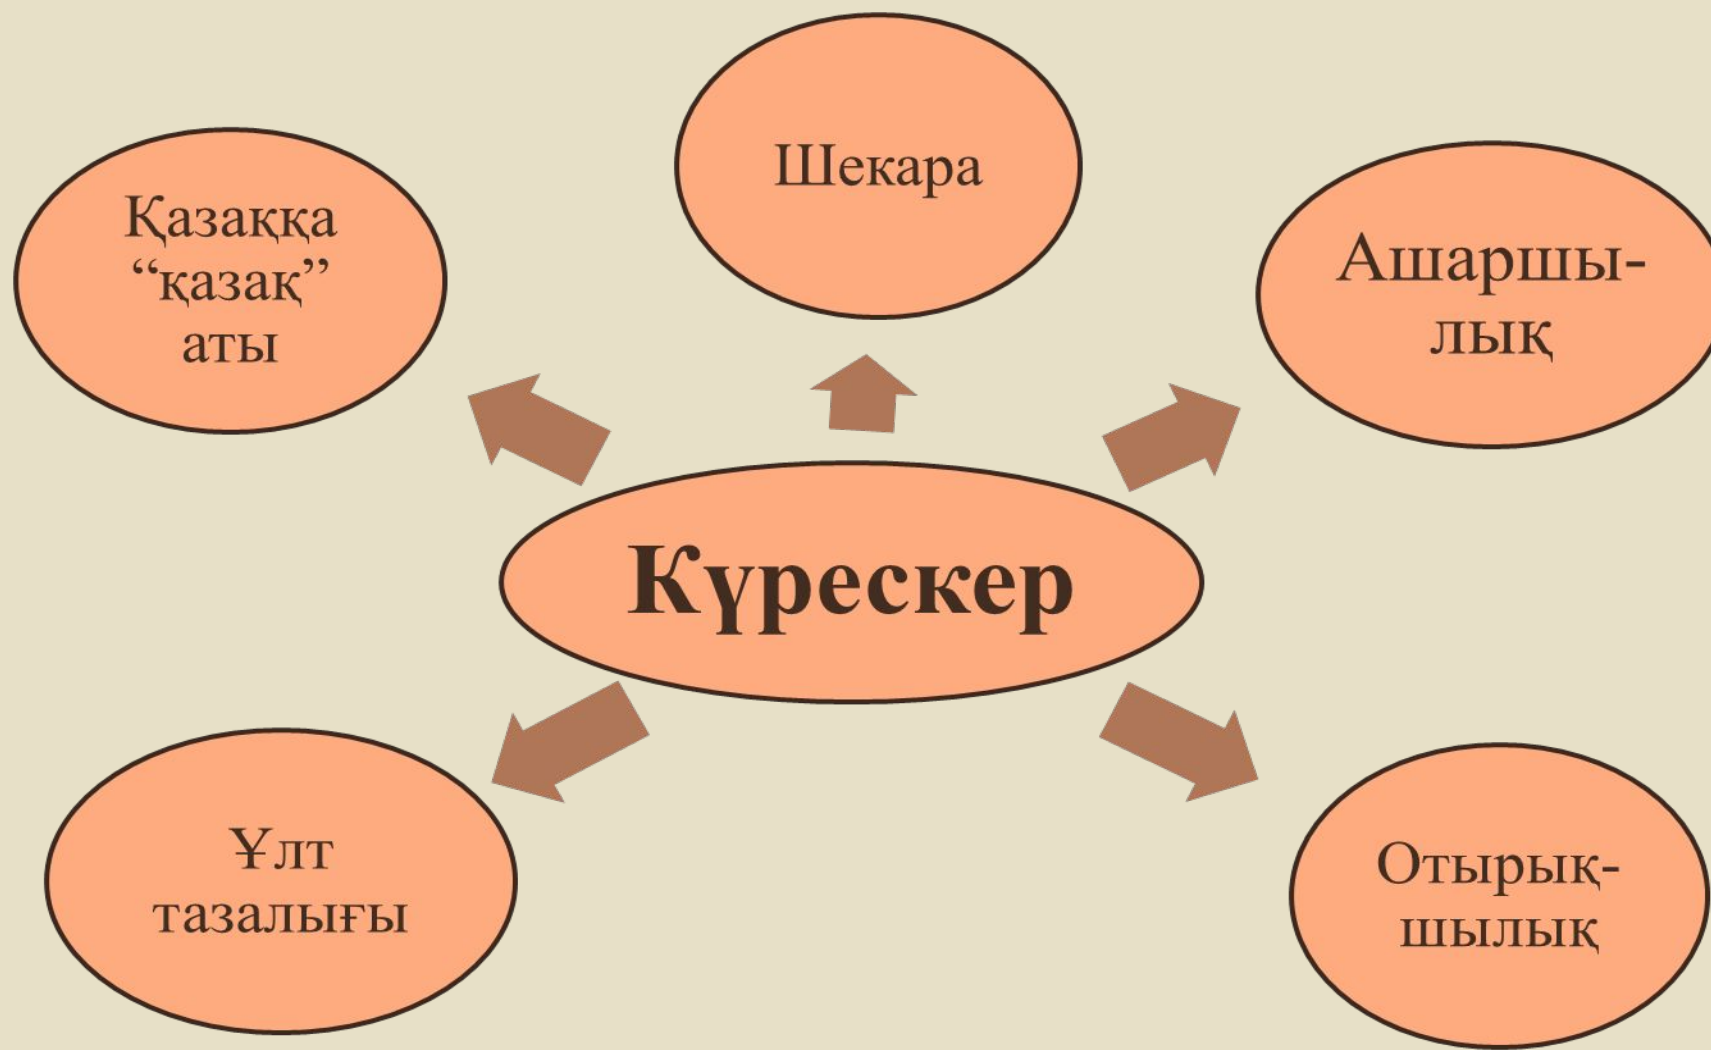 Шекара
Қазаққа
“қазақ”
аты
Ашаршы-
лық
Күрескер
Ұлт
тазалығы
Отырық-
шылық